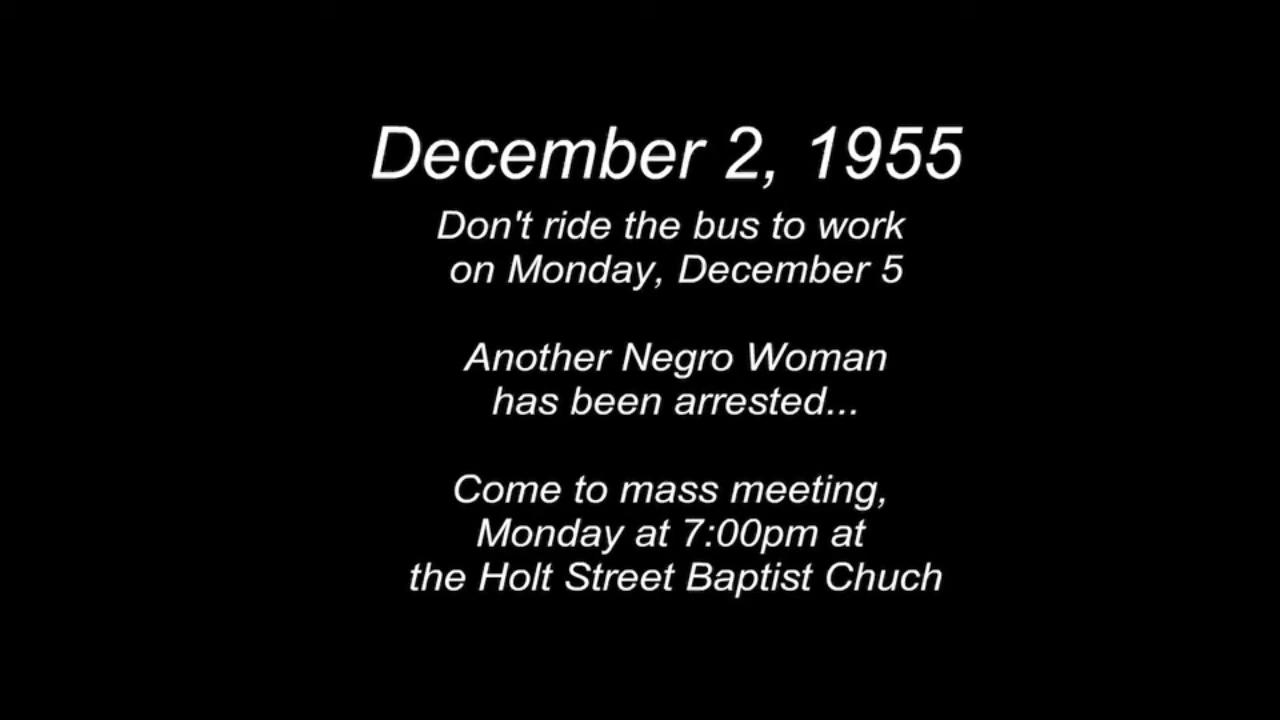 December 2, 1955
Don't ride the bus to work
on Monday, December 5
Another Negro Woman
has been arrested...
Come to mass meeting,
Monday at 7:00pm at
the Holt Street Baptist Chuch